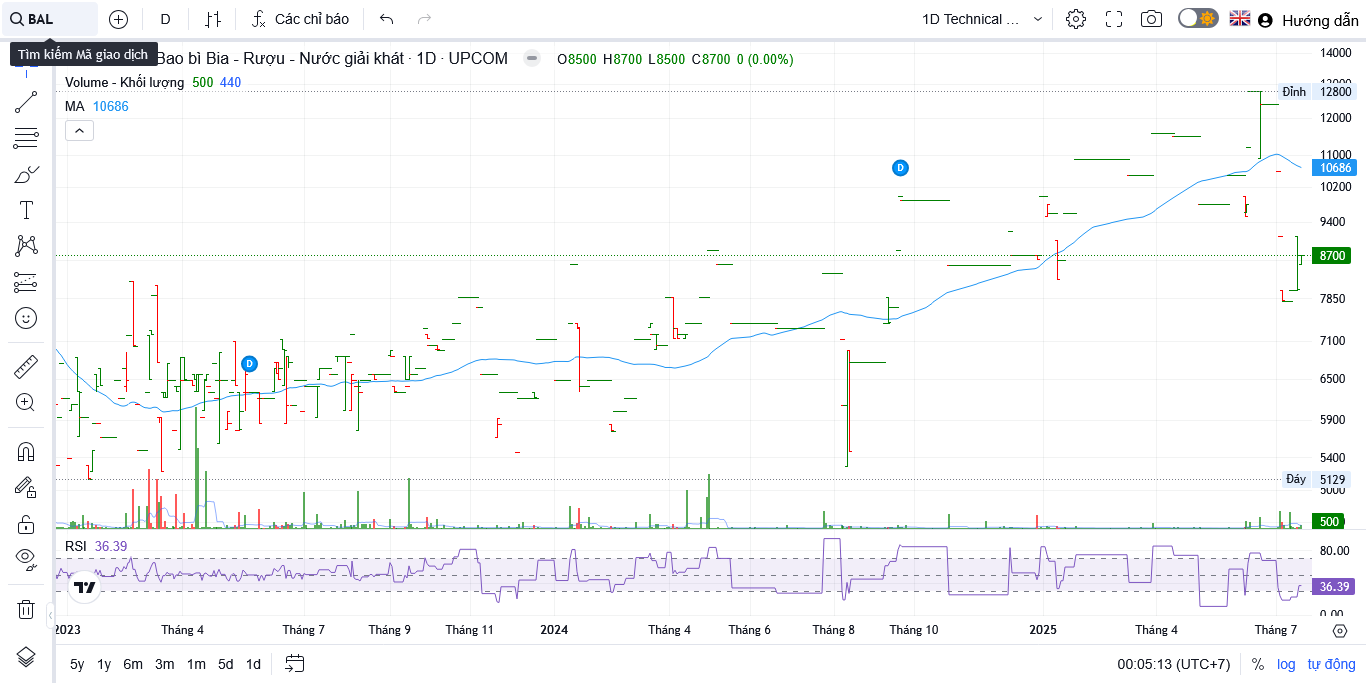 BAL
D
Các chỉ báo
1D Technical ...
Hướng dẫn
Tìm kiếm Mã giao dịch
Bao bì Bia - Rượu - Nước giải khát · 1D · UPCOM
O8500 H8700 L8500 C8700 0 (0.00%)
Volume - Khối lượng 500 440
MA 10686
14000
Đỉnh 12800
12000
11000
10686
10200
9400
8700
7850
7100
6500
5900
5400
Đáy 5129
5000
500
D
D
RSI 36.39
80.00
36.39
0.00
2023
Tháng 4
Tháng 7
Tháng 9
Tháng 11
2024
Tháng 4
Tháng 6
Tháng 8
Tháng 10
2025
Tháng 4
Tháng 7
5y 1y 6m 3m 1m 5d 1d
00:05:13 (UTC+7) % log tự động